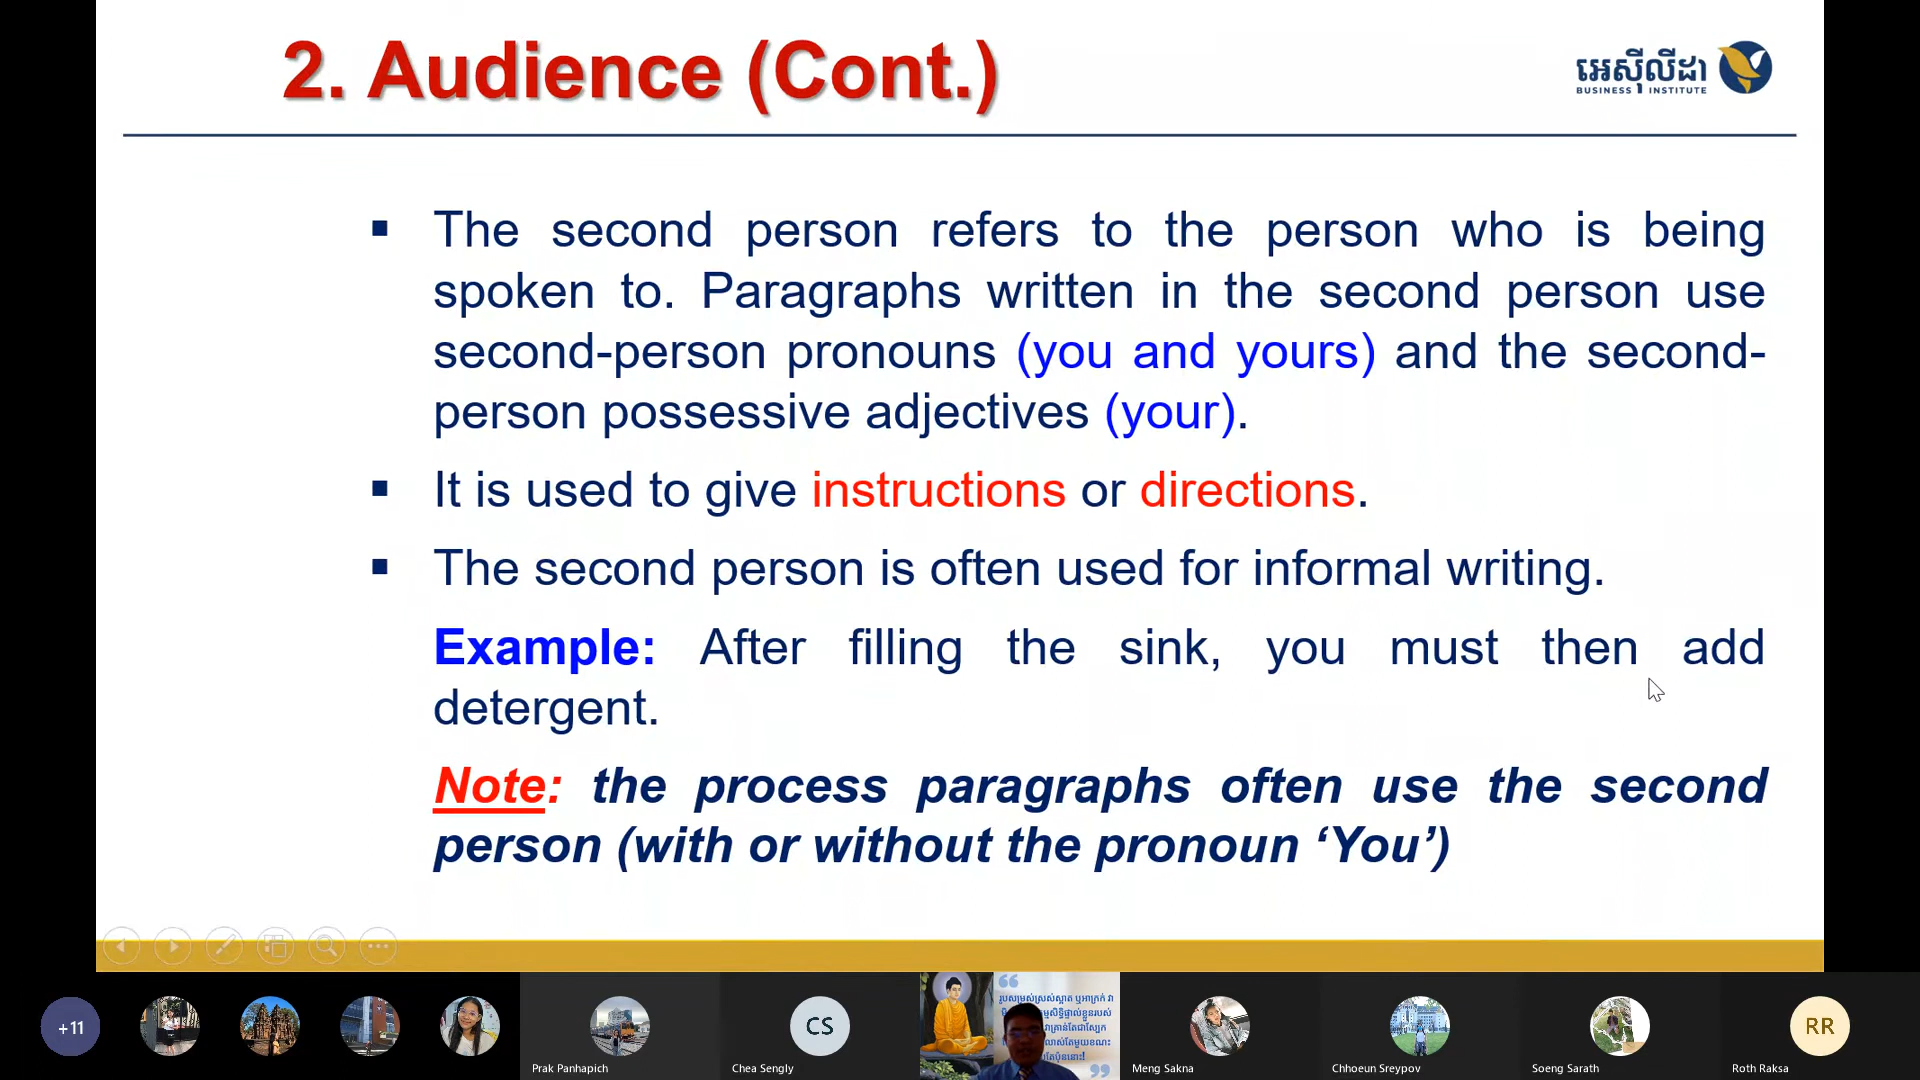 2. Audience (Cont.)
អេស៊ីលីដា
BUSINESS INSTITUTE
The second person refers to the person who is being
spoken to. Paragraphs written in the second person use
second-person pronouns (you and yours) and the second-
person possessive adjectives (your).
It is used to give instructions or directions.
The second person is often used for informal writing.
Example: After filling the sink, you must then add
detergent.
Note: the process paragraphs often use the second
person (with or without the pronoun ‘You’)
+11
Prak Panhapich
CS
Chea Sengly
Meng Sakna
Chhoeun Sreypov
Soeng Sarath
RR
Roth Raksa